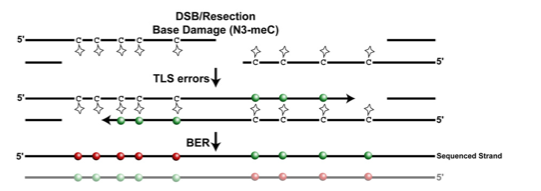 DSB/Resection
Base Damage (N3-meC)
5' C C C C C
C C C C 5'
TLS errors
5' C C C C C
C C C C 5'
BER
5' Sequenced Strand
5'